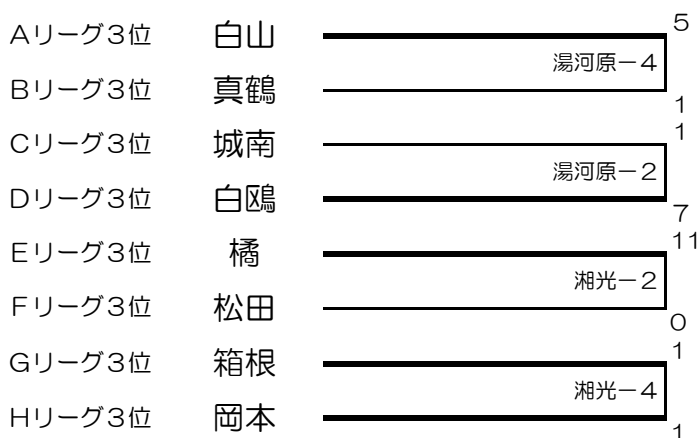 Aリーグ3位 白山 5
湯河原－4
Bリーグ3位 真鶴 1
Cリーグ3位 城南 1
湯河原－2
Dリーグ3位 白鴎 7
Eリーグ3位 橘 11
湘光－2
Fリーグ3位 松田 0
Gリーグ3位 箱根 1
湘光－4
Hリーグ3位 岡本 1